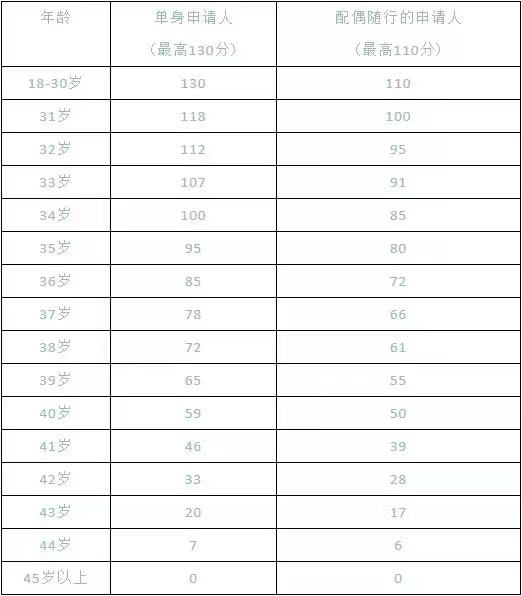 年龄 单身申请人 配偶随行的申请人
（最高130分） （最高110分）
18-30岁 130 110
31岁 118 100
32岁 112 95
33岁 107 91
34岁 100 85
35岁 95 80
36岁 85 72
37岁 78 66
38岁 72 61
39岁 65 55
40岁 59 50
41岁 46 39
42岁 33 28
43岁 20 17
44岁 7 6
45岁以上 0 0